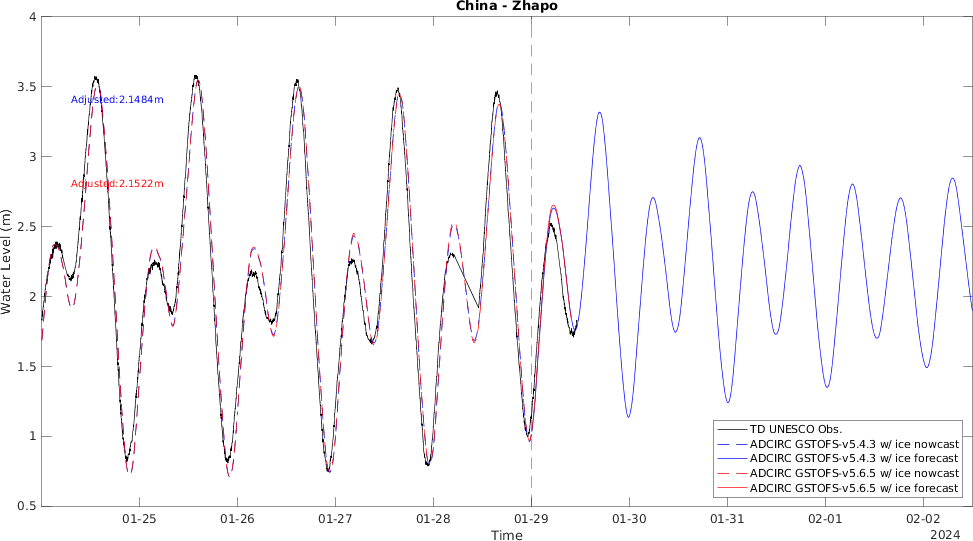 China - Zhapo
4
3.5
3
2.5
2
1.5
1
0.5
Water Level (m)
Adjusted:2.1484m
Adjusted:2.1522m
TD UNESCO Obs.
ADCIRC GSTOFS-v5.4.3 w/ ice nowcast
ADCIRC GSTOFS-v5.4.3 w/ ice forecast
ADCIRC GSTOFS-v5.6.5 w/ ice nowcast
ADCIRC GSTOFS-v5.6.5 w/ ice forecast
01-25 01-26 01-27 01-28 01-29 01-30 01-31 02-01 02-02
Time
2024